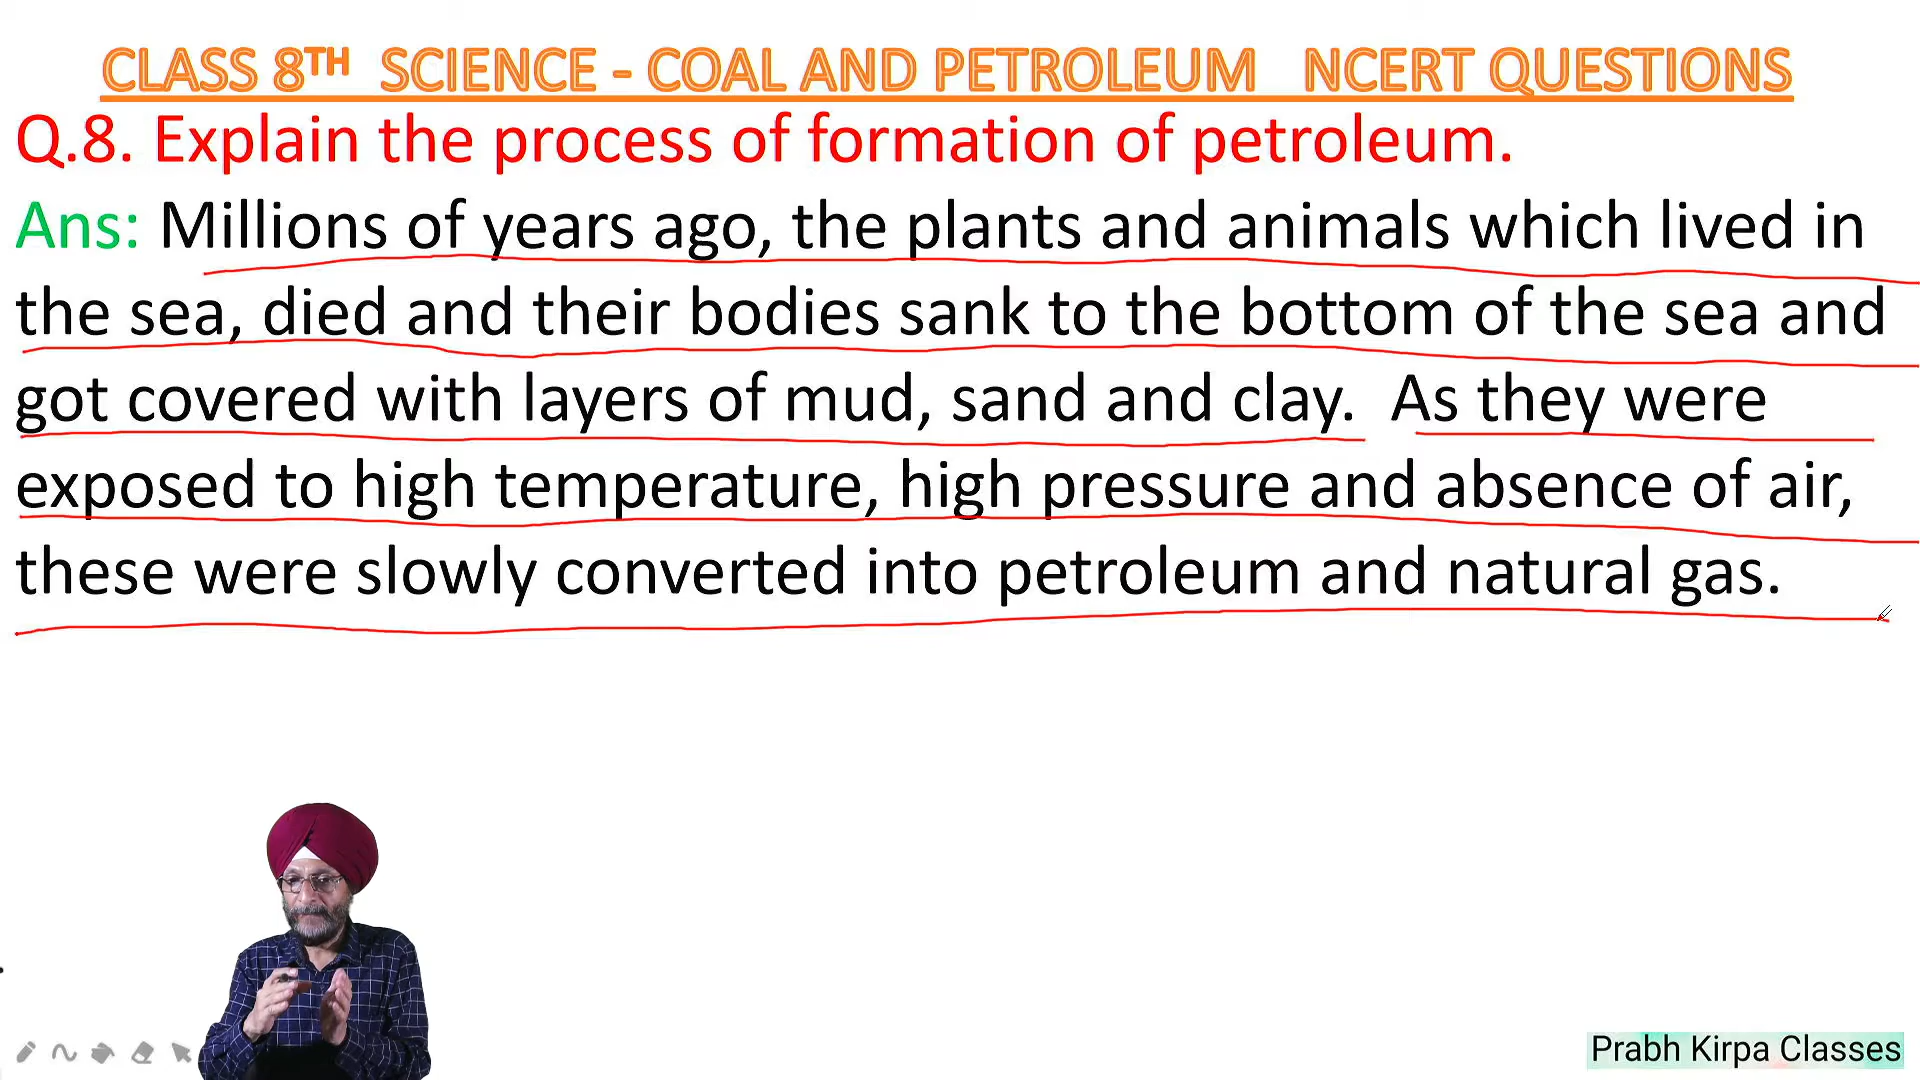 CLASS 8TH SCIENCE - COAL AND PETROLEUM NCERT QUESTIONS
Q.8. Explain the process of formation of petroleum.
Ans: Millions of years ago, the plants and animals which lived in
the sea, died and their bodies sank to the bottom of the sea and
got covered with layers of mud, sand and clay. As they were
exposed to high temperature, high pressure and absence of air,
these were slowly converted into petroleum and natural gas.
Prabh Kirpa Classes